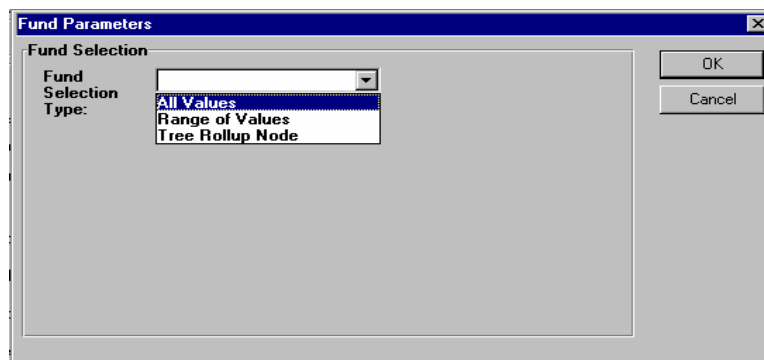 Fund Parameters
Fund Selection
Fund
Selection
Type:
All Values
Range of Values
Tree Rollup Node
OK
Cancel